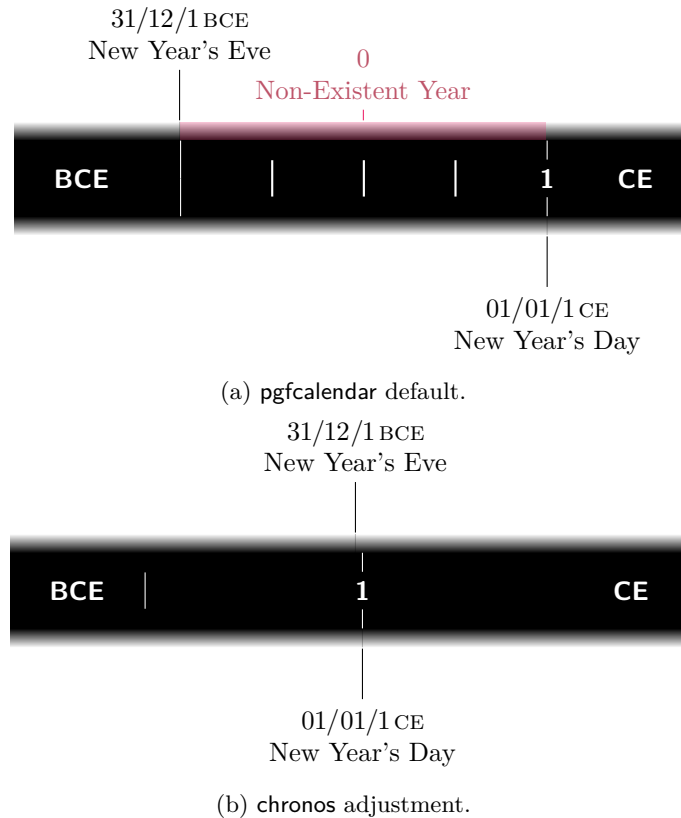 31/12/1 BCE
New Year's Eve
0
Non-Existent Year
BCE
1
CE
01/01/1 CE
New Year's Day
(a) pgfcalendar default.
31/12/1 BCE
New Year's Eve
BCE
1
CE
01/01/1 CE
New Year's Day
(b) chronos adjustment.